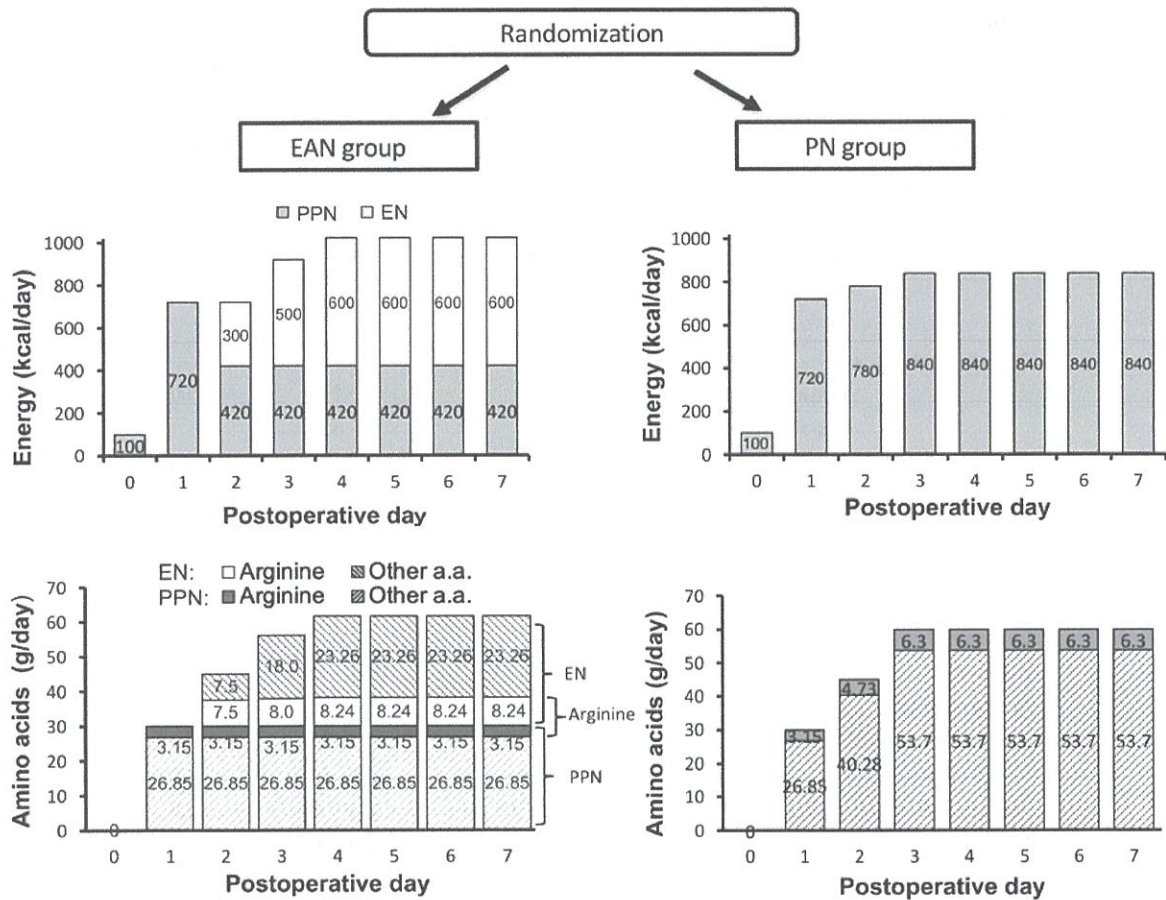 Randomization
EAN group
PN group
PPN EN
Energy (kcal/day)
1000
800
600
400
200
0
100
720
300
420
500
420
600
420
600
420
600
420
600
420
0 1 2 3 4 5 6 7
Postoperative day
Energy (kcal/day)
1000
800
600
400
200
0
100
720
780
840
840
840
840
840
0 1 2 3 4 5 6 7
Postoperative day
EN: Arginine Other a.a.
PPN: Arginine Other a.a.
Amino acids (g/day)
70
60
50
40
30
20
10
0
7.5 18.0 23.26 23.26 23.26 23.26
7.5 8.0 8.24 8.24 8.24 8.24
3.15 3.15 3.15 3.15 3.15 3.15 3.15
26.85 26.85 26.85 26.85 26.85 26.85 26.85
0
EN
Arginine
PPN
0 1 2 3 4 5 6 7
Postoperative day
Amino acids (g/day)
70
60
50
40
30
20
10
0
3.15 4.73 6.3 6.3 6.3 6.3 6.3
26.85 40.28 53.7 53.7 53.7 53.7 53.7
0
0 1 2 3 4 5 6 7
Postoperative day